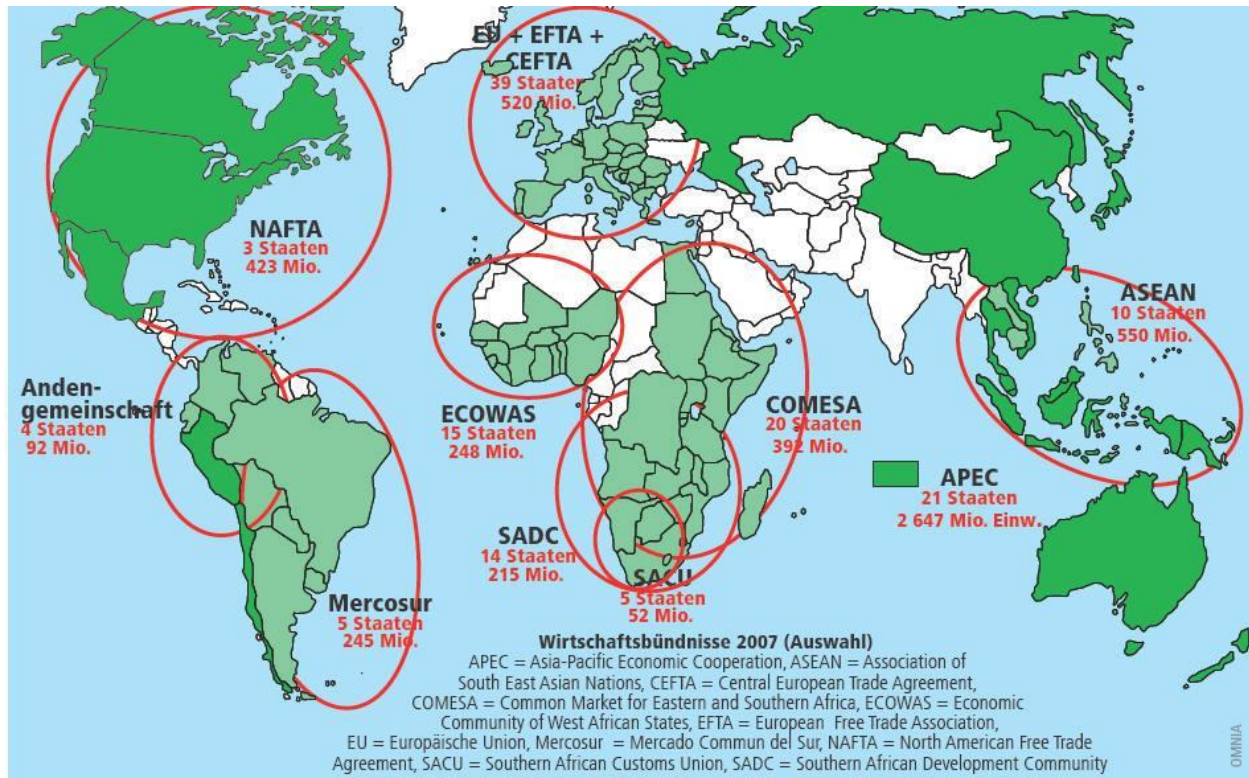 EU + EFTA +
CEFTA
39 Staaten
520 Mio.
NAFTA
3 Staaten
423 Mio.
ASEAN
10 Staaten
550 Mio.
Anden-
gemeinschaft
4 Staaten
92 Mio.
ECOWAS
15 Staaten
248 Mio.
COMESA
20 Staaten
392 Mio.
APEC
21 Staaten
2 647 Mio. Einw.
SADC
14 Staaten
215 Mio.
SACU
5 Staaten
52 Mio.
Mercosur
5 Staaten
245 Mio.
Wirtschaftsbündnisse 2007 (Auswahl)
APEC = Asia-Pacific Economic Cooperation, ASEAN = Association of
South East Asian Nations, CEFTA = Central European Trade Agreement,
COMESA = Common Market for Eastern and Southern Africa, ECOWAS = Economic
Community of West African States, EFTA = European Free Trade Association,
EU = Europäische Union, Mercosur = Mercado Commun del Sur, NAFTA = North American Free Trade
Agreement, SACU = Southern African Customs Union, SADC = Southern African Development Community
OMNIA